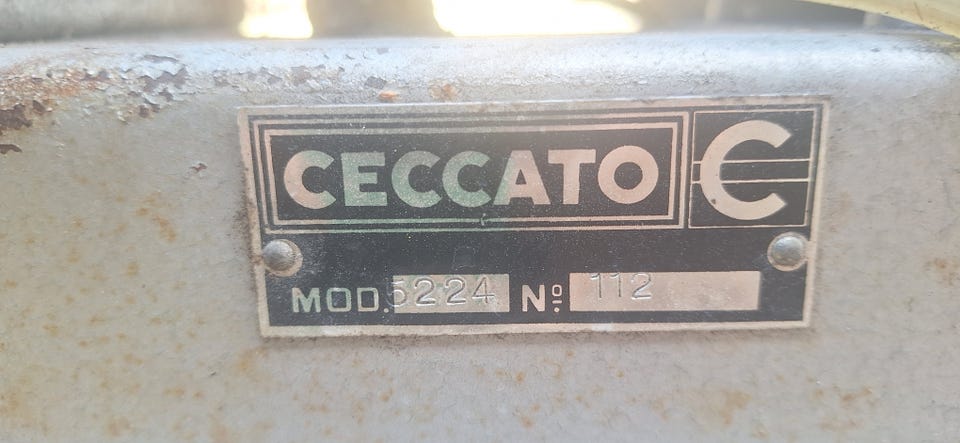 CECCATO C
MOD. 5224 Nº 112